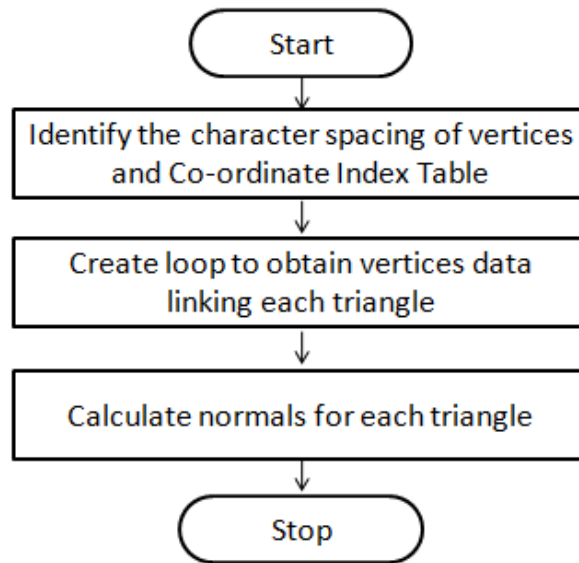 Start
Identify the character spacing of vertices
and Co-ordinate Index Table
Create loop to obtain vertices data
linking each triangle
Calculate normals for each triangle
Stop